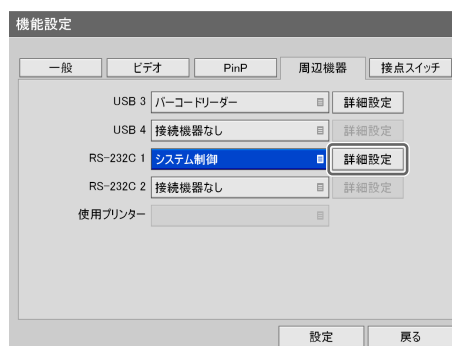 機能設定
一般 ビデオ PinP 周辺機器 接点スイッチ
USB 3 バーコードリーダー 詳細設定
USB 4 接続機器なし 詳細設定
RS-232C 1 システム制御 詳細設定
RS-232C 2 接続機器なし 詳細設定
使用プリンター
設定 戻る